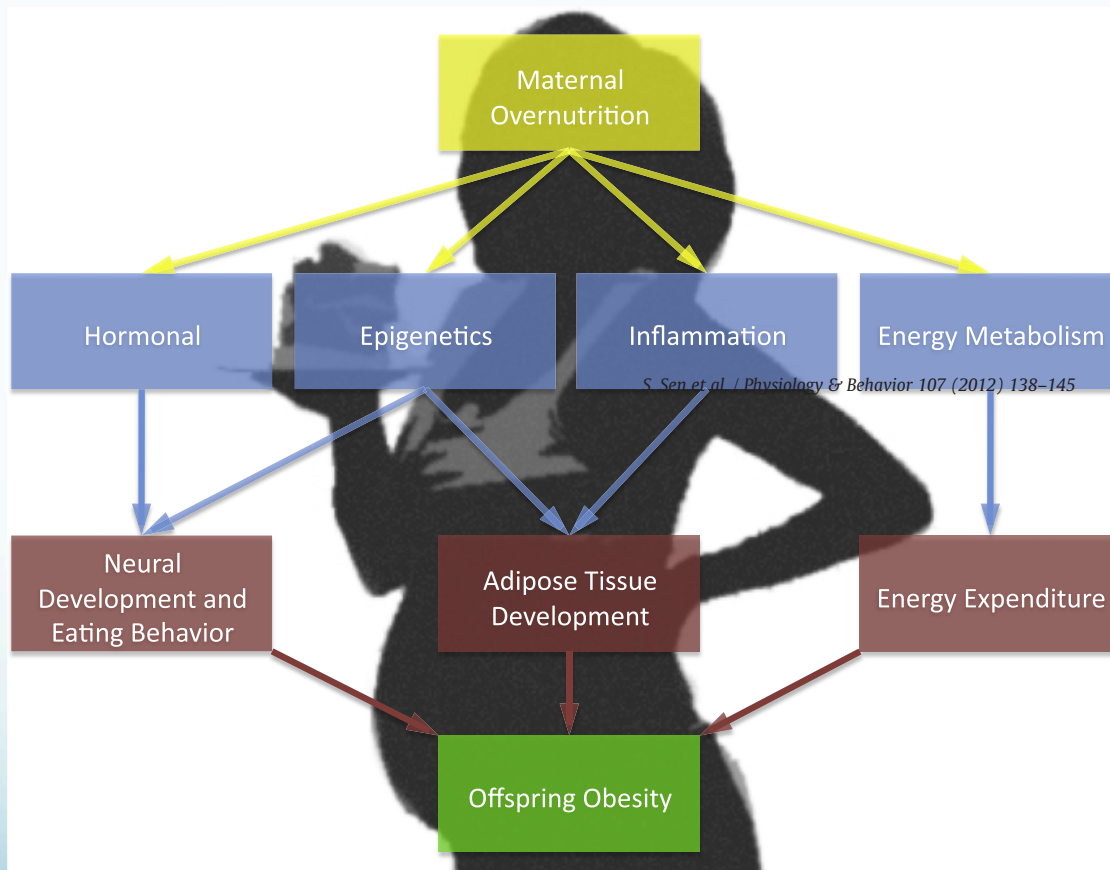 Maternal
Overnutrition
Hormonal
Epigenetics
Inflammation
Energy Metabolism
S. Sen et al. / Physiology & Behavior 107 (2012) 138–145
Neural
Development and
Eating Behavior
Adipose Tissue
Development
Energy Expenditure
Offspring Obesity